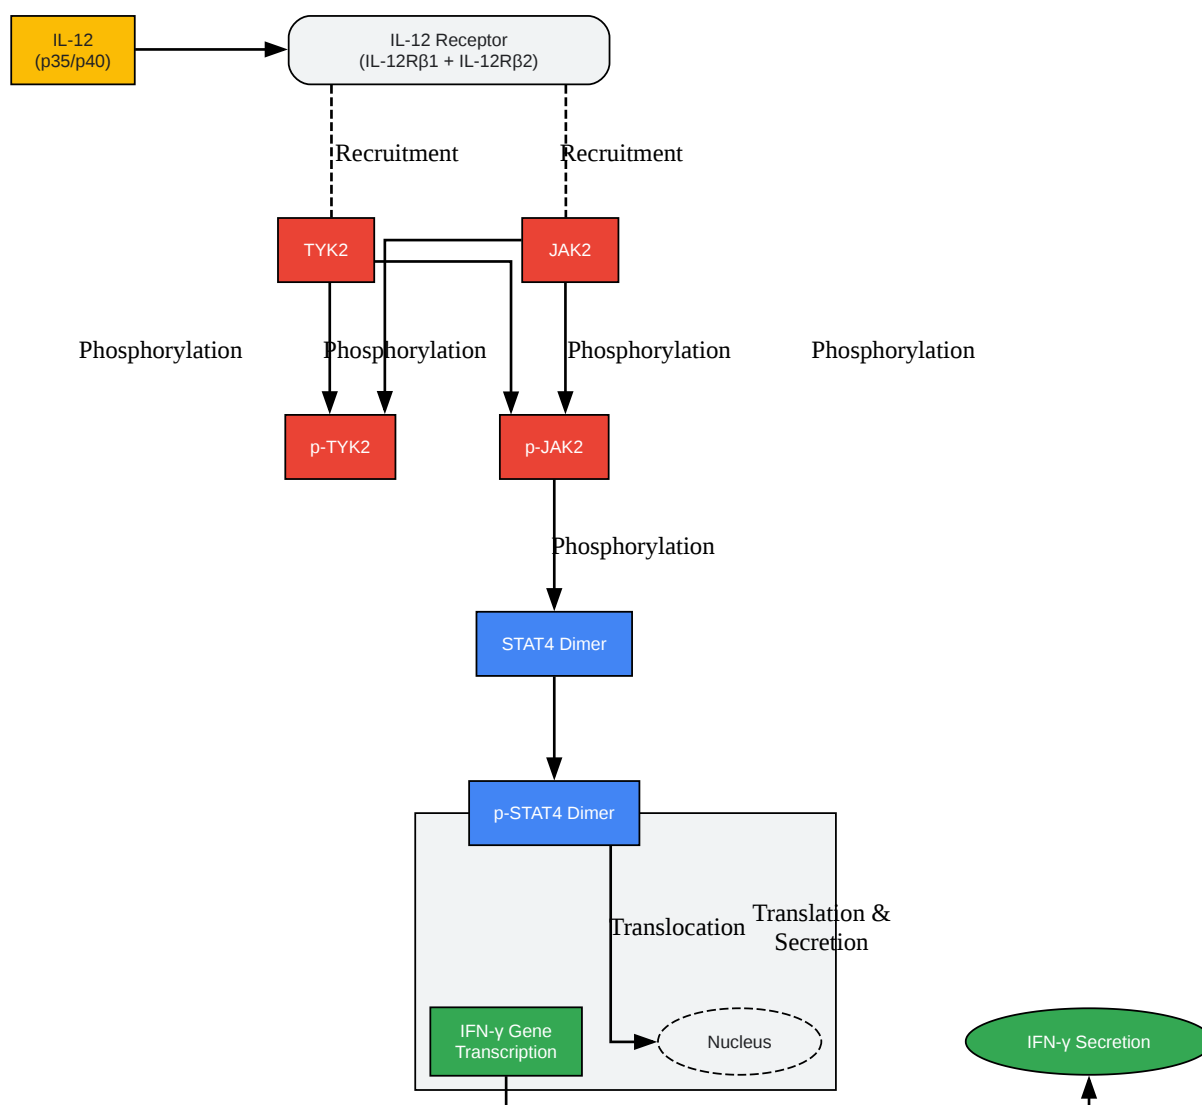 IL-12
(p35/p40)
IL-12 Receptor
(IL-12Rβ1 + IL-12Rβ2)
Recruitment
Recruitment
TYK2
JAK2
Phosphorylation
Phosphorylation
Phosphorylation
Phosphorylation
p-TYK2
p-JAK2
Phosphorylation
STAT4 Dimer
p-STAT4 Dimer
Translocation
Translation &
Secretion
IFN-γ Gene
Transcription
Nucleus
IFN-γ Secretion